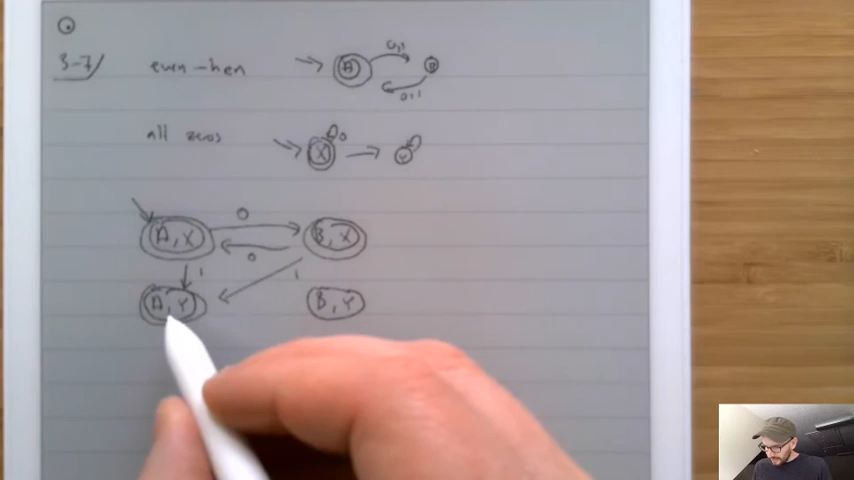 3-7/ even-len A 0,1 B 0,1
all zeros X 0 Y
A,X 0 B,X
0
1 1
A,Y B,Y